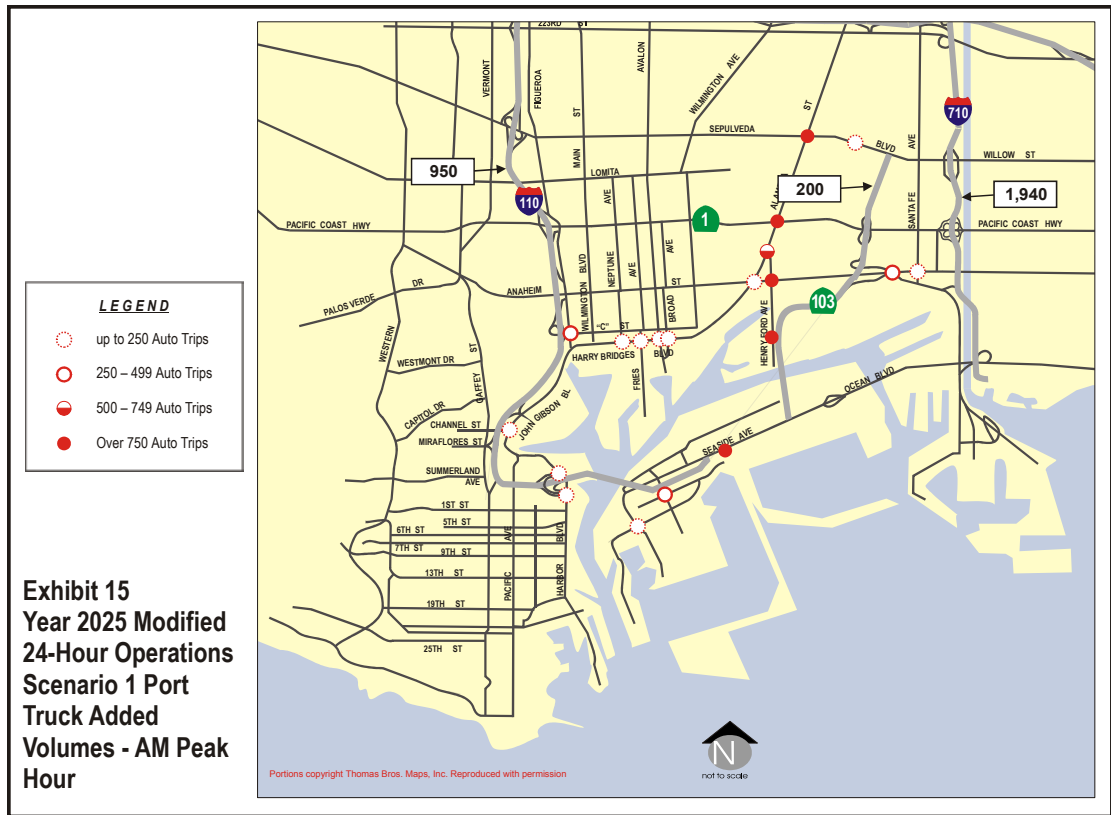 223RD ST
VERMONT
FIGUEROA
AVALON
WILMINGTON AVE
ST
MAIN
ST
SEPULVEDA
BLVD
AVE
710
WILLOW ST
950
LOMITA
200
1,940
110
AVE
ALAM
SANTA FE
PACIFIC COAST HWY
1
PACIFIC COAST HWY
NEPTUNE
AVE
AVE
WILMINGTON BLVD
ANAHEIM
ST
PALOS VERDE DR
BROAD
103
"C" ST
HARRY BRIDGES BLVD
HENRY FORD AVE
WESTERN
WESTMONT DR
GAFFEY ST
FRIES
OCEAN BLVD
CAPITOL DR
JOHN GIBSON BL
CHANNEL ST
MIRAFLORES ST
SEASIDE AVE
SUMMERLAND
AVE
1ST ST
5TH ST
6TH ST
7TH ST
9TH ST
AVE
BLVD
13TH ST
PACIFIC
HARBOR
19TH ST
25TH ST
LEGEND
up to 250 Auto Trips
250 – 499 Auto Trips
500 – 749 Auto Trips
Over 750 Auto Trips
Exhibit 15
Year 2025 Modified
24-Hour Operations
Scenario 1 Port
Truck Added
Volumes - AM Peak
Hour
N
not to scale
Portions copyright Thomas Bros. Maps, Inc. Reproduced with permission